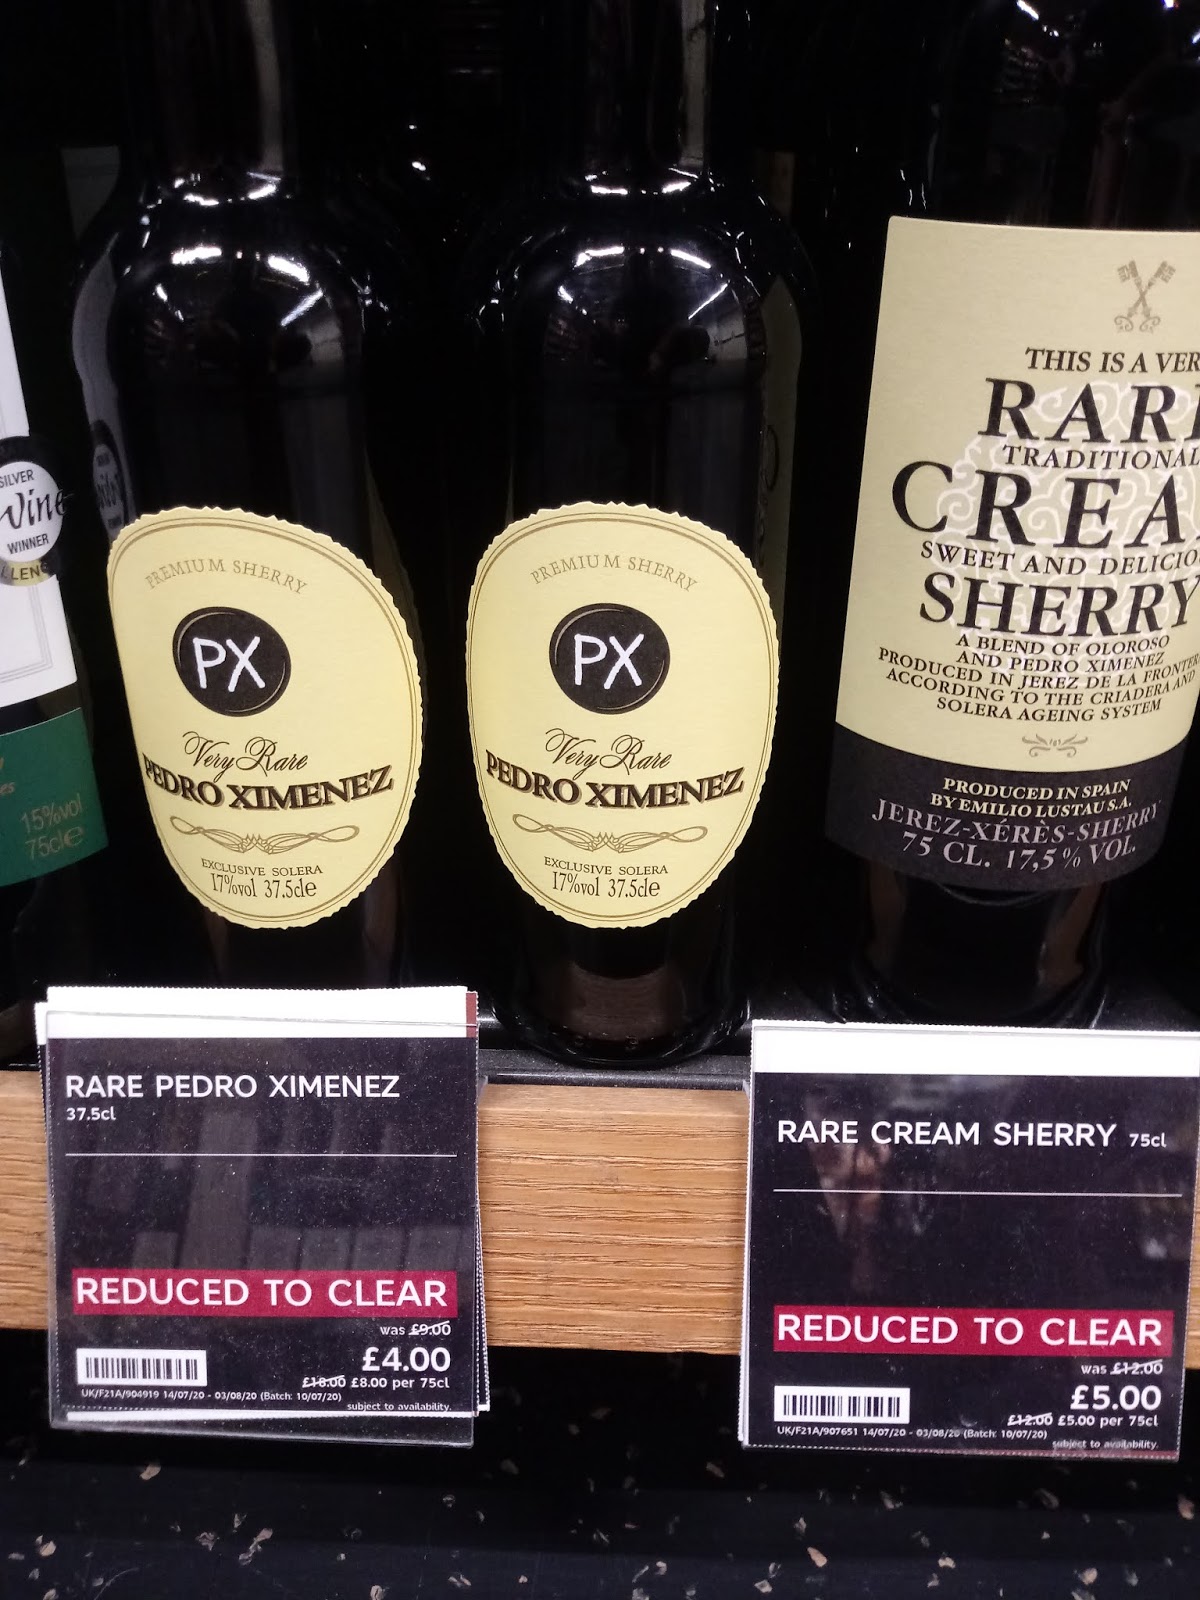 SILVER
Wine
WINNER
15%vol
75cle
PREMIUM SHERRY
PX
Very Rare
PEDRO XIMENEZ
EXCLUSIVE SOLERA
17%vol 37.5cle
PREMIUM SHERRY
PX
Very Rare
PEDRO XIMENEZ
EXCLUSIVE SOLERA
17%vol 37.5cle
THIS IS A VER
RARE
TRADITIONAL
CREA
SWEET AND DELICIO
SHERRY
A BLEND OF OLOROSO
AND PEDRO XIMENEZ
PRODUCED IN JEREZ DE LA FRONTER
ACCORDING TO THE CRIADERA AND
SOLERA AGEING SYSTEM
PRODUCED IN SPAIN
BY EMILIO LUSTAU S.A.
JEREZ-XÉRÈS-SHERRY
75 CL. 17,5% VOL.
RARE PEDRO XIMENEZ
37.5cl
REDUCED TO CLEAR
was £9.00
£4.00
£18.00 £8.00 per 75cl
UK/F21A/904919 14/07/20 - 03/08/20 (Batch: 10/07/20)
subject to availability.
RARE CREAM SHERRY 75cl
REDUCED TO CLEAR
was £12.00
£5.00
£12.00 £5.00 per 75cl
UK/F21A/907651 14/07/20 - 03/08/20 (Batch: 10/07/20)
subject to availability.